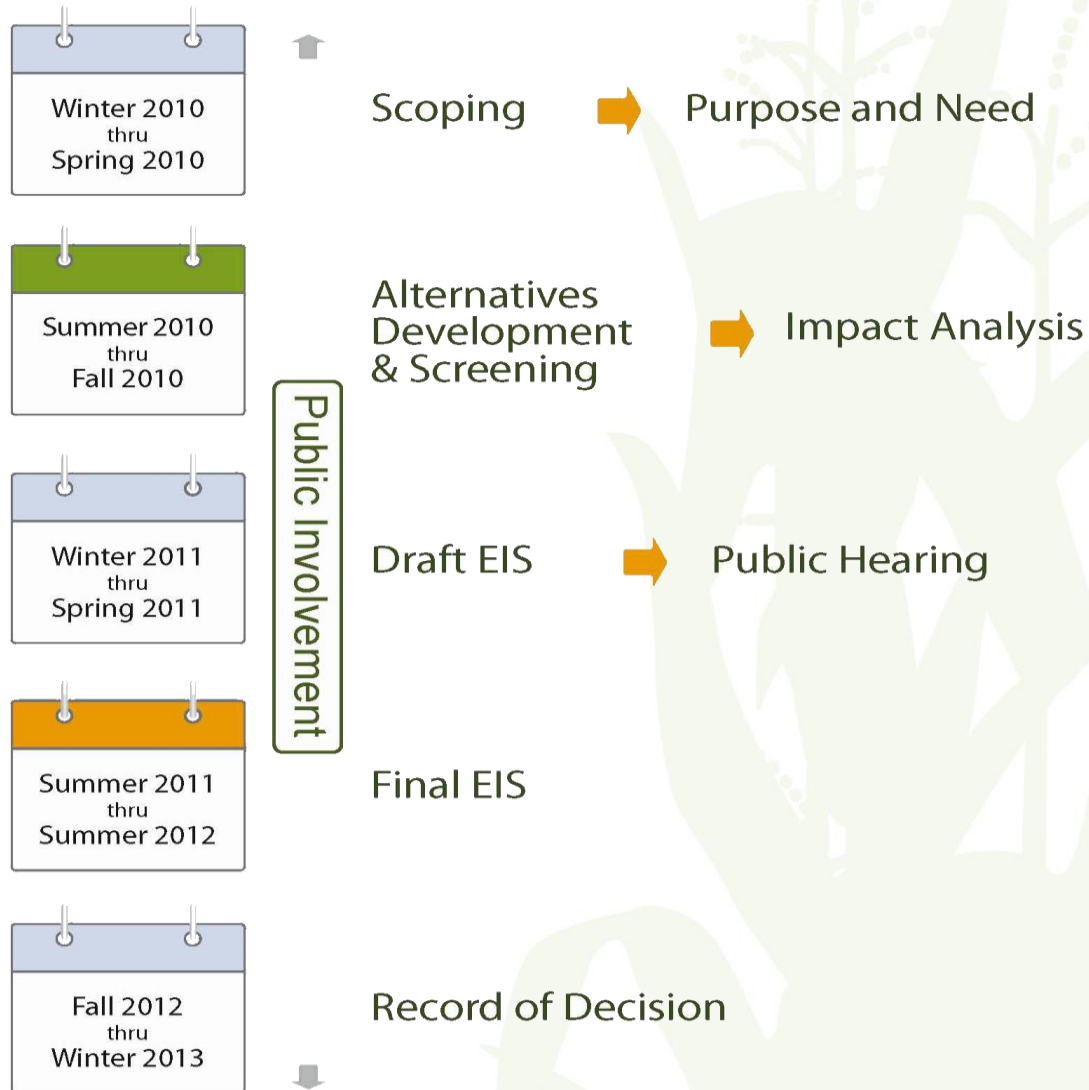 Winter 2010
thru
Spring 2010
Scoping
Purpose and Need
Summer 2010
thru
Fall 2010
Alternatives
Development
& Screening
Impact Analysis
Public Involvement
Winter 2011
thru
Spring 2011
Draft EIS
Public Hearing
Summer 2011
thru
Summer 2012
Final EIS
Fall 2012
thru
Winter 2013
Record of Decision